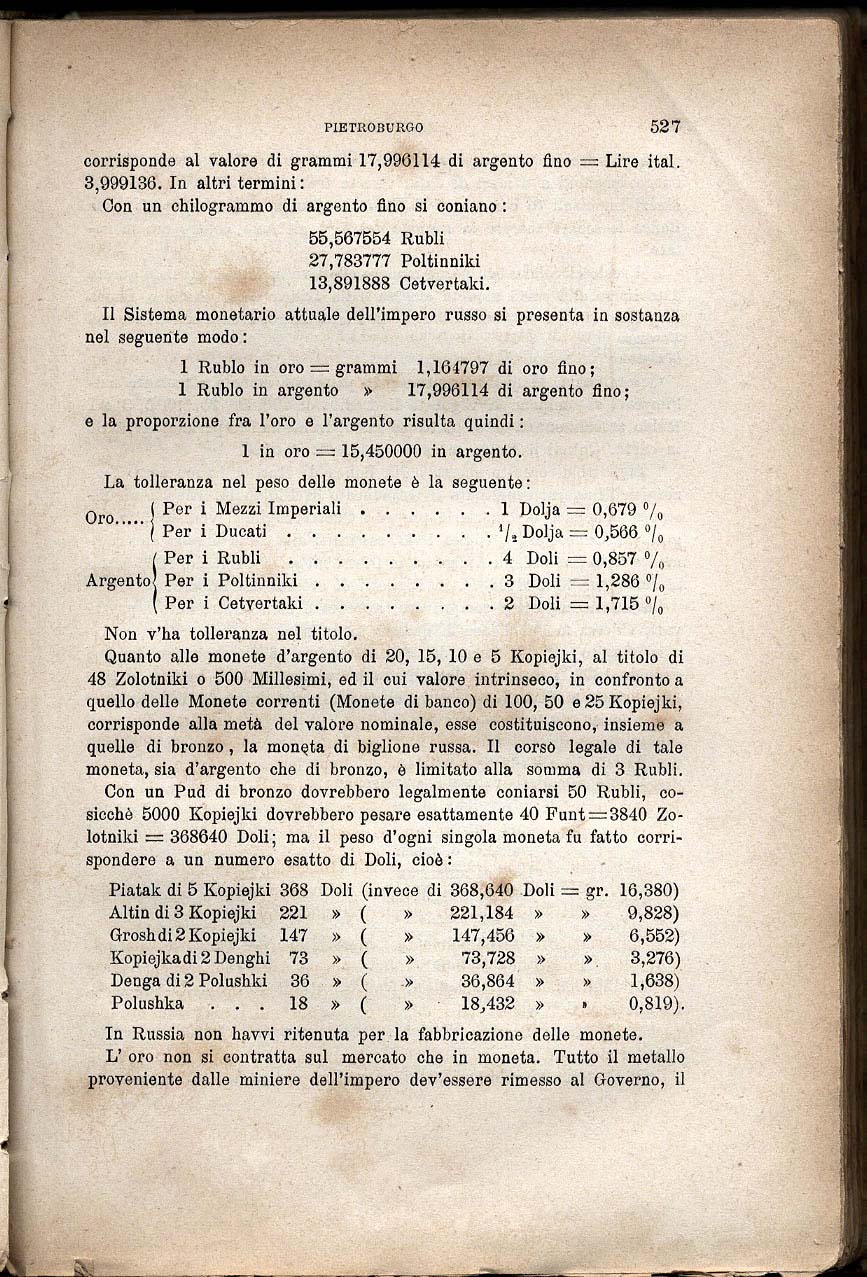 PIETROBURGO 527
corrisponde al valore di grammi 17,996114 di argento fino = Lire ital.
3,999136. In altri termini:
Con un chilogrammo di argento fino si coniano:
55,567554 Rubli
27,783777 Poltinniki
13,891888 Cetvertaki.
Il Sistema monetario attuale dell'impero russo si presenta in sostanza
nel seguente modo:
1 Rublo in oro = grammi 1,164797 di oro fino;
1 Rublo in argento » 17,996114 di argento fino;
e la proporzione fra l'oro e l'argento risulta quindi:
1 in oro = 15,450000 in argento.
La tolleranza nel peso delle monete è la seguente:
Oro..... { Per i Mezzi Imperiali . . . . . . 1 Dolja = 0,679 %
Per i Ducati . . . . . . . . . ½ Dolja = 0,566 %
Argento { Per i Rubli . . . . . . . . . 4 Doli = 0,857 %
Per i Poltinniki . . . . . . . . 3 Doli = 1,286 %
Per i Cetvertaki . . . . . . . . 2 Doli = 1,715 %
Non v'ha tolleranza nel titolo.
Quanto alle monete d'argento di 20, 15, 10 e 5 Kopiejki, al titolo di
48 Zolotniki o 500 Millesimi, ed il cui valore intrinseco, in confronto a
quello delle Monete correnti (Monete di banco) di 100, 50 e 25 Kopiejki,
corrisponde alla metà del valore nominale, esse costituiscono, insieme a
quelle di bronzo, la moneta di biglione russa. Il corso legale di tale
moneta, sia d'argento che di bronzo, è limitato alla somma di 3 Rubli.
Con un Pud di bronzo dovrebbero legalmente coniarsi 50 Rubli, co-
sicchè 5000 Kopiejki dovrebbero pesare esattamente 40 Funt=3840 Zo-
lotniki = 368640 Doli; ma il peso d'ogni singola moneta fu fatto corri-
spondere a un numero esatto di Doli, cioè:
Piatak di 5 Kopiejki 368 Doli (invece di 368,640 Doli = gr. 16,380)
Altin di 3 Kopiejki 221 » ( » 221,184 » » 9,828)
Grosh di 2 Kopiejki 147 » ( » 147,456 » » 6,552)
Kopiejka di 2 Denghi 73 » ( » 73,728 » » 3,276)
Denga di 2 Polushki 36 » ( » 36,864 » » 1,638)
Polushka . . . 18 » ( » 18,432 » » 0,819).
In Russia non havvi ritenuta per la fabbricazione delle monete.
L' oro non si contratta sul mercato che in moneta. Tutto il metallo
proveniente dalle miniere dell'impero dev'essere rimesso al Governo, il